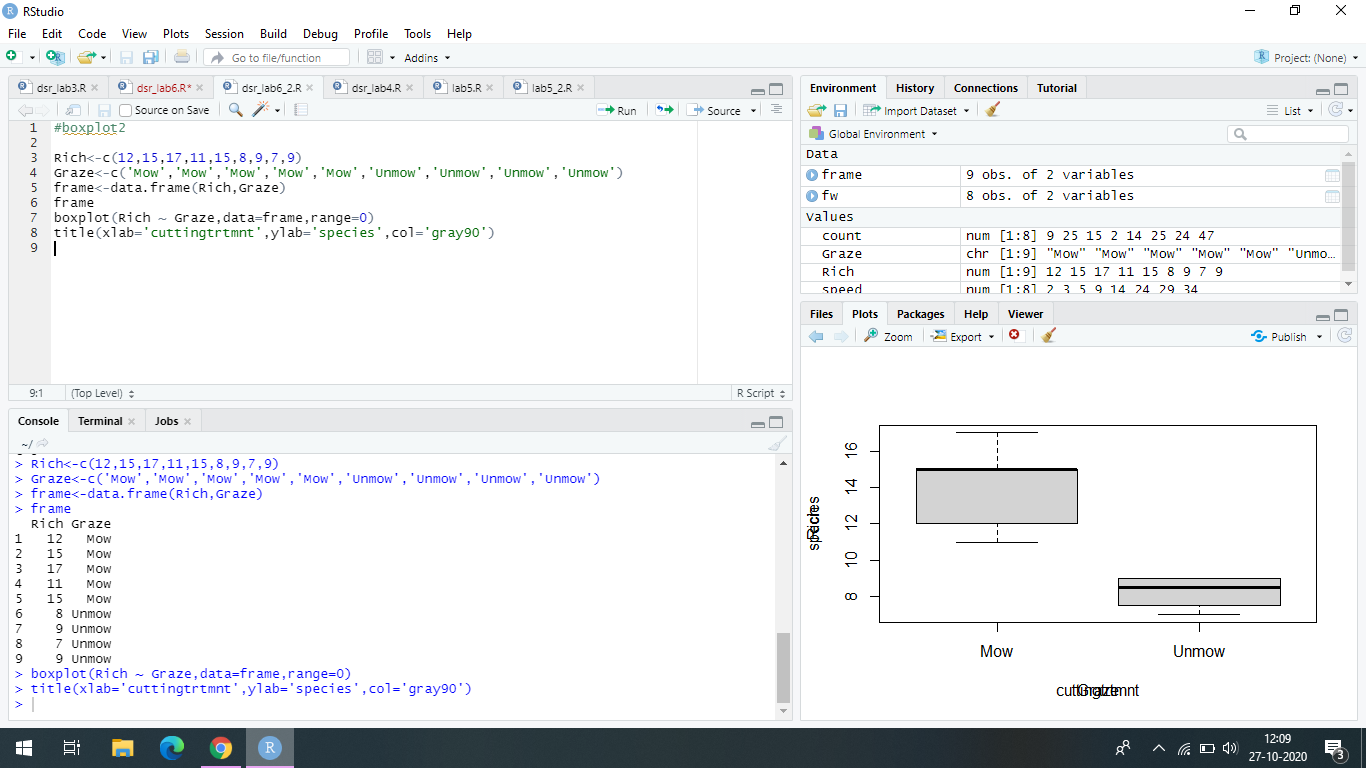 RStudio
File Edit Code View Plots Session Build Debug Profile Tools Help
Go to file/function Addins Project: (None)
dsr_lab3.R dsr_lab6.R* dsr_lab6_2.R dsr_lab4.R lab5.R lab5_2.R
Source on Save Run Source
1 #boxplot2
2
3 Rich<-c(12,15,17,11,15,8,9,7,9)
4 Graze<-c('Mow','Mow','Mow','Mow','Mow','Unmow','Unmow','Unmow','Unmow')
5 frame<-data.frame(Rich,Graze)
6 frame
7 boxplot(Rich ~ Graze,data=frame,range=0)
8 title(xlab='cuttingtrtmnt',ylab='species',col='gray90')
9
9:1 (Top Level) R Script
Console Terminal Jobs
~/
> Rich<-c(12,15,17,11,15,8,9,7,9)
> Graze<-c('Mow','Mow','Mow','Mow','Mow','Unmow','Unmow','Unmow','Unmow')
> frame<-data.frame(Rich,Graze)
> frame
Rich Graze
1 12 Mow
2 15 Mow
3 17 Mow
4 11 Mow
5 15 Mow
6 8 Unmow
7 9 Unmow
8 7 Unmow
9 9 Unmow
> boxplot(Rich ~ Graze,data=frame,range=0)
> title(xlab='cuttingtrtmnt',ylab='species',col='gray90')
>
Environment History Connections Tutorial
Import Dataset List
Global Environment
Data
frame 9 obs. of 2 variables
fw 8 obs. of 2 variables
Values
count num [1:8] 9 25 15 2 14 25 24 47
Graze chr [1:9] "Mow" "Mow" "Mow" "Mow" "Mow" "Unmo…
Rich num [1:9] 12 15 17 11 15 8 9 7 9
speed num [1:8] 2 3 5 9 14 24 29 34
Files Plots Packages Help Viewer
Zoom Export Publish
species
Rich
16
14
12
10
8
Mow Unmow
cuttingtrtmnt
Graze
12:09
27-10-2020
3